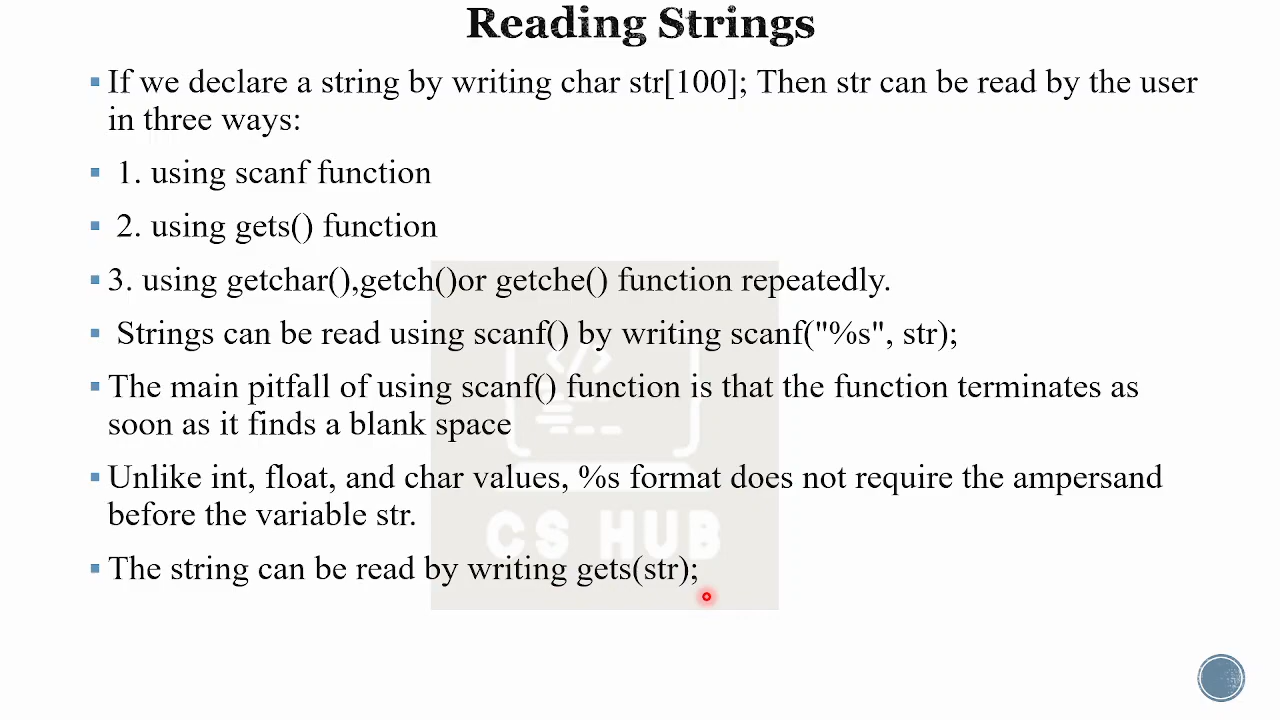 Reading Strings
▪ If we declare a string by writing char str[100]; Then str can be read by the user
in three ways:
▪ 1. using scanf function
▪ 2. using gets() function
▪ 3. using getchar(),getch()or getche() function repeatedly.
▪ Strings can be read using scanf() by writing scanf("%s", str);
▪ The main pitfall of using scanf() function is that the function terminates as
soon as it finds a blank space
▪ Unlike int, float, and char values, %s format does not require the ampersand
before the variable str.
CS HUB
▪ The string can be read by writing gets(str);